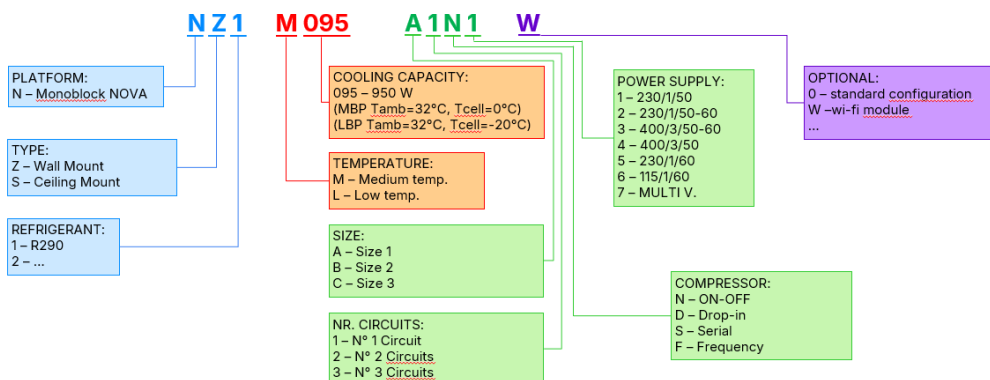 NZ1 M095 A1N1 W
PLATFORM:
N – Monoblock NOVA
TYPE:
Z – Wall Mount
S – Ceiling Mount
REFRIGERANT:
1 – R290
2 – ...
COOLING CAPACITY:
095 – 950 W
(MBP Tamb=32°C, Tcell=0°C)
(LBP Tamb=32°C, Tcell=-20°C)
TEMPERATURE:
M – Medium temp.
L – Low temp.
SIZE:
A – Size 1
B – Size 2
C – Size 3
NR. CIRCUITS:
1 – N° 1 Circuit
2 – N° 2 Circuits
3 – N° 3 Circuits
POWER SUPPLY:
1 – 230/1/50
2 – 230/1/50-60
3 – 400/3/50-60
4 – 400/3/50
5 – 230/1/60
6 – 115/1/60
7 – MULTI V.
COMPRESSOR:
N – ON-OFF
D – Drop-in
S – Serial
F – Frequency
OPTIONAL:
0 – standard configuration
W –wi-fi module
...